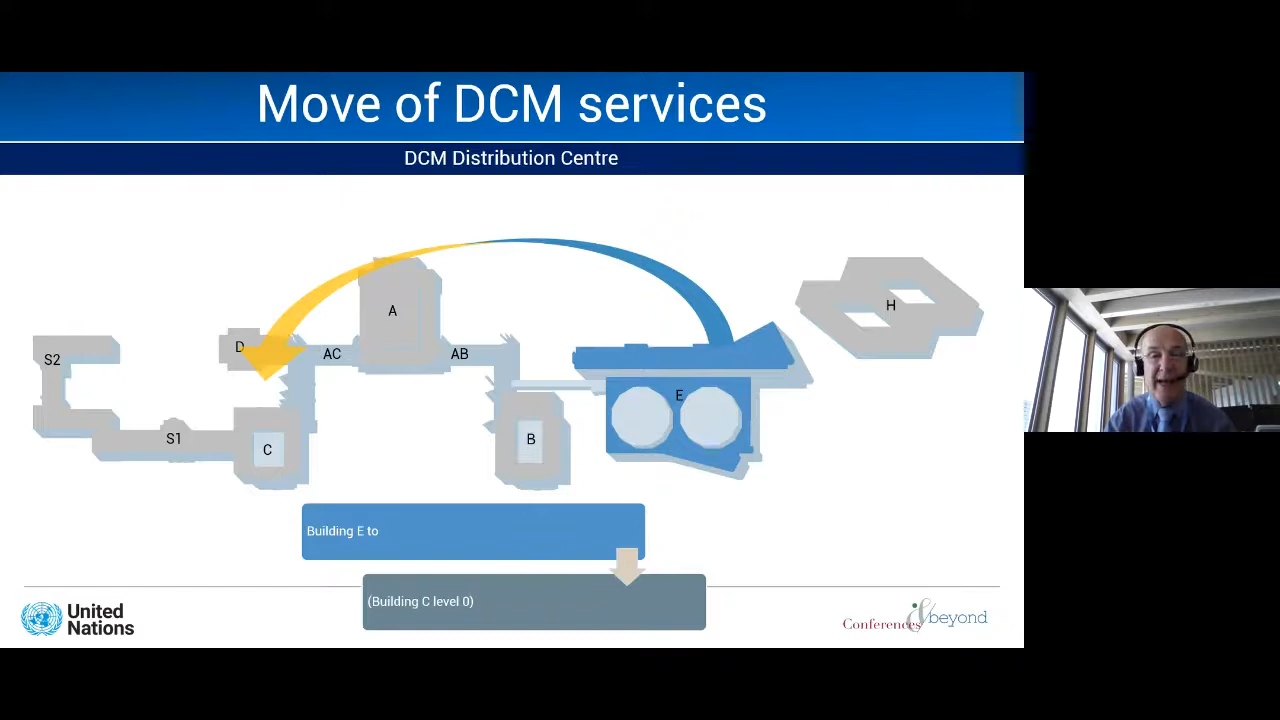 Move of DCM services
DCM Distribution Centre
A
H
D
AC
AB
S2
E
S1
C
B
Building E to
(Building C level 0)
United
Nations
Conferences & beyond